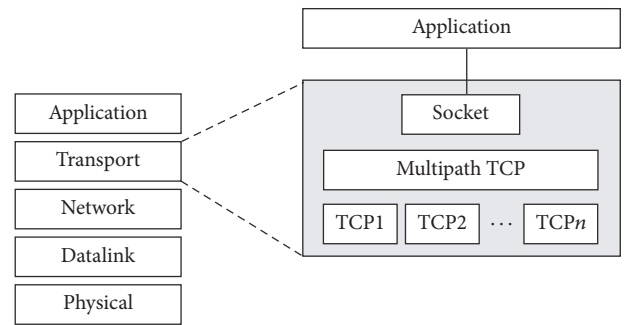 Application
Transport
Network
Datalink
Physical
Application
Socket
Multipath TCP
TCP1 TCP2 ··· TCPn